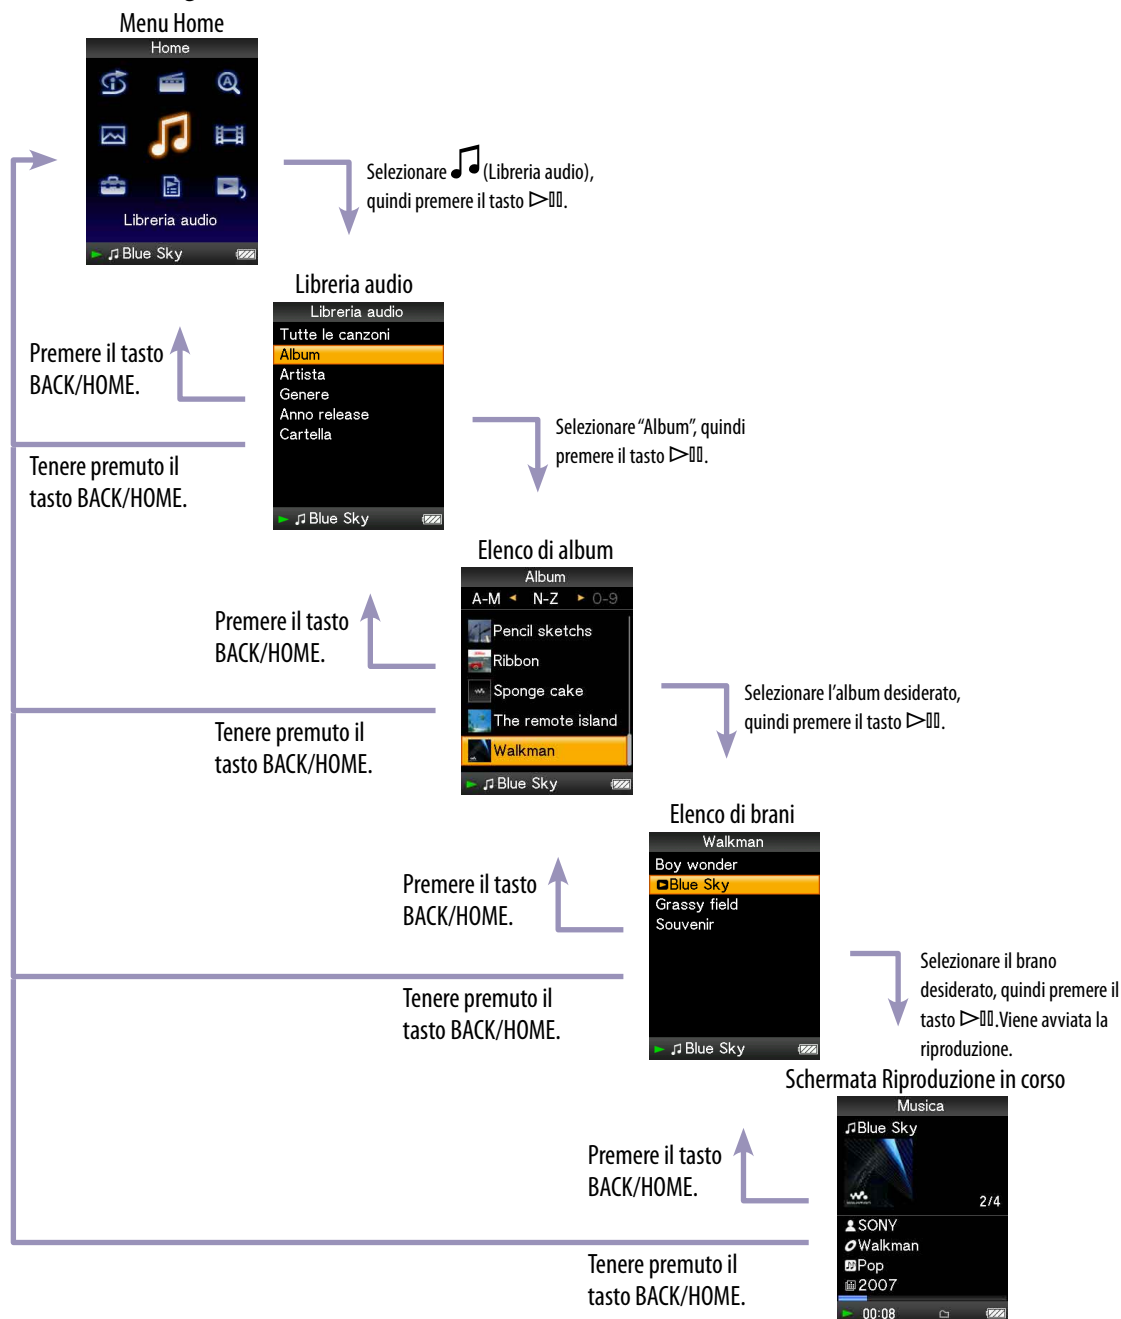 Menu Home
Home
Libreria audio
Blue Sky
Selezionare (Libreria audio),
quindi premere il tasto
Libreria audio
Libreria audio
Tutte le canzoni
Album
Artista
Genere
Anno release
Cartella
Blue Sky
Premere il tasto
BACK/HOME.
Tenere premuto il
tasto BACK/HOME.
Selezionare “Album”, quindi
premere il tasto .
Elenco di album
Album
A-M N-Z 0-9
Pencil sketchs
Ribbon
Sponge cake
The remote island
Walkman
Blue Sky
Premere il tasto
BACK/HOME.
Tenere premuto il
tasto BACK/HOME.
Selezionare l’album desiderato,
quindi premere il tasto .
Elenco di brani
Walkman
Boy wonder
Blue Sky
Grassy field
Souvenir
Blue Sky
Premere il tasto
BACK/HOME.
Tenere premuto il
tasto BACK/HOME.
Selezionare il brano
desiderato, quindi premere il
tasto .Viene avviata la
riproduzione.
Schermata Riproduzione in corso
Musica
Blue Sky
2/4
SONY
Walkman
Pop
2007
00:08
Premere il tasto
BACK/HOME.
Tenere premuto il
tasto BACK/HOME.